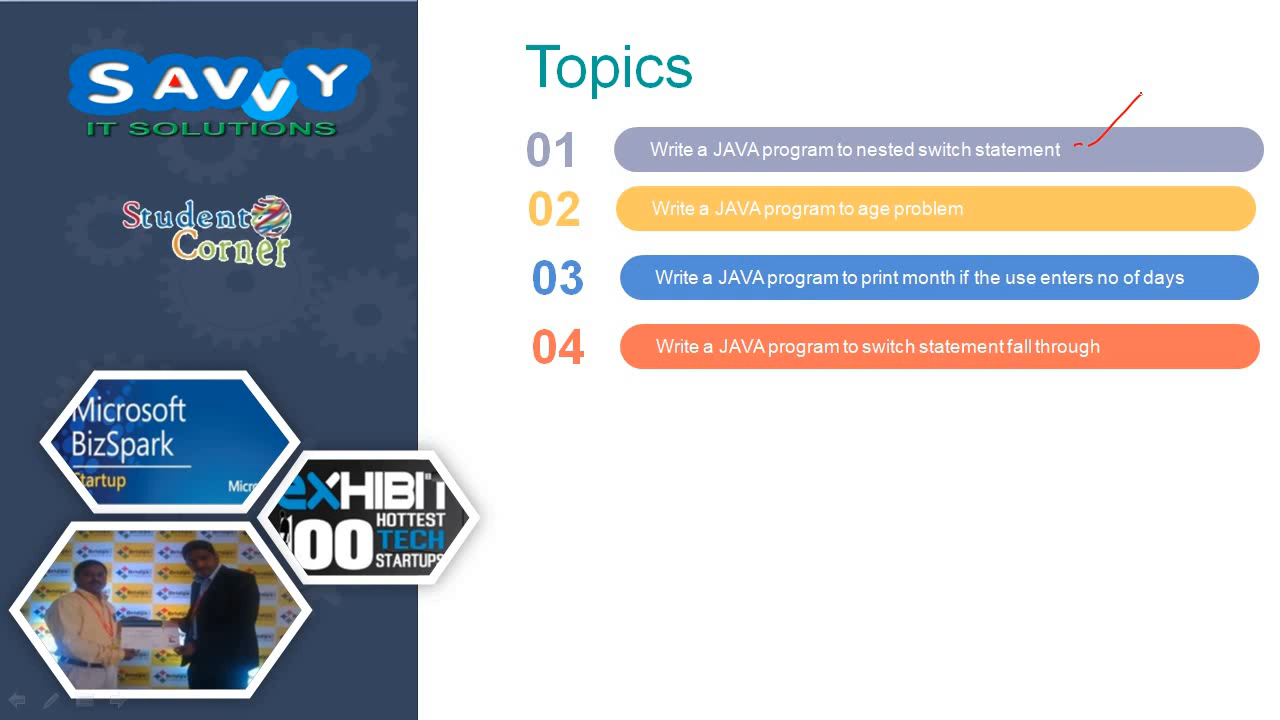 SAVVY
IT SOLUTIONS
Student
Corner
Microsoft
BizSpark
Startup
EXHIBIT
100
HOTTEST
TECH
STARTUPS
Topics
01 Write a JAVA program to nested switch statement
02 Write a JAVA program to age problem
03 Write a JAVA program to print month if the use enters no of days
04 Write a JAVA program to switch statement fall through